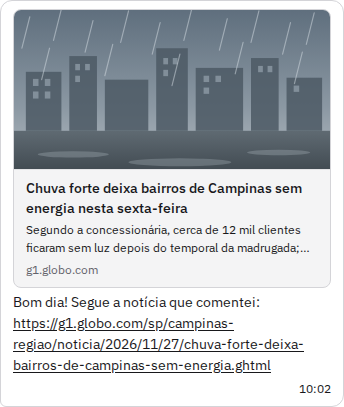 Chuva forte deixa bairros de Campinas sem
energia nesta sexta-feira
Segundo a concessionária, cerca de 12 mil clientes
ficaram sem luz depois do temporal da madrugada;...
g1.globo.com
Bom dia! Segue a notícia que comentei:
https://g1.globo.com/sp/campinas-
regiao/noticia/2026/11/27/chuva-forte-deixa-
bairros-de-campinas-sem-energia.ghtml
10:02